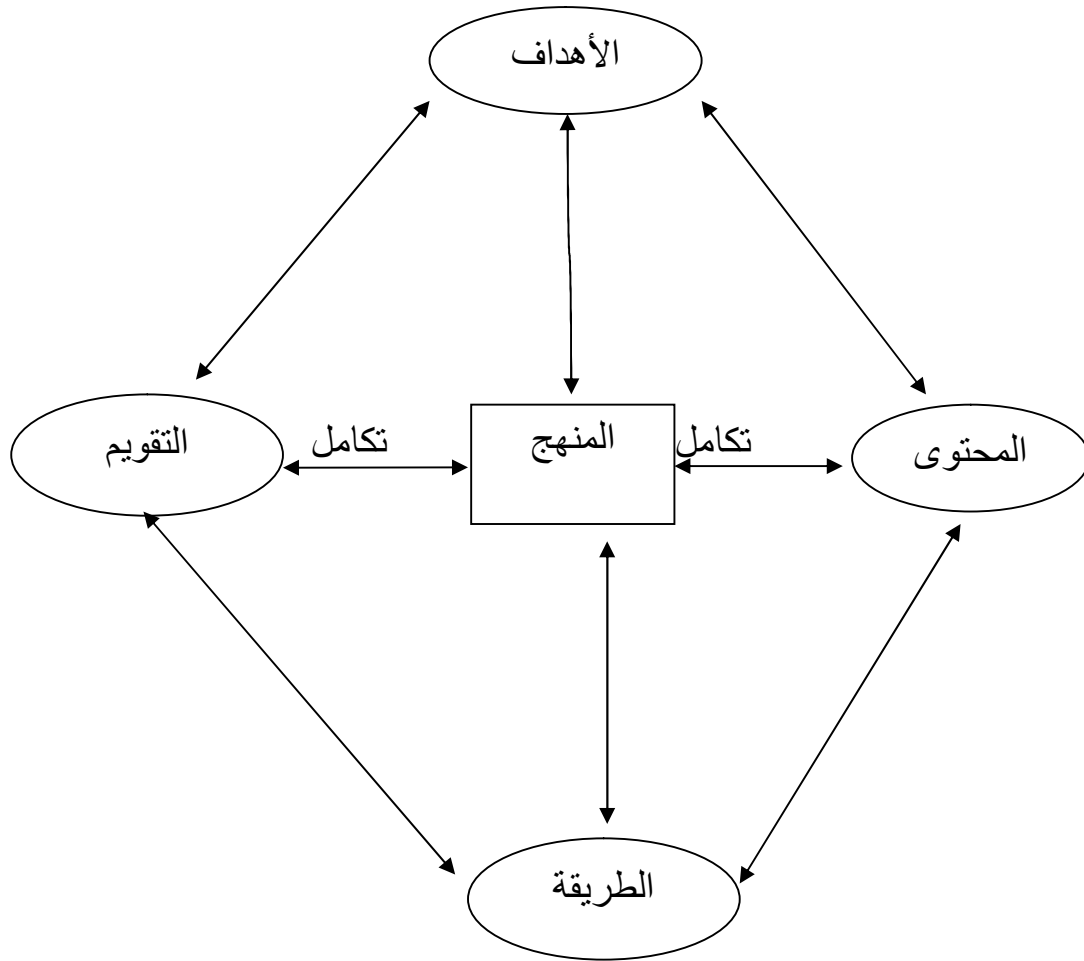 الأهداف
المحتوى
تكامل
المنهج
تكامل
التقويم
الطريقة